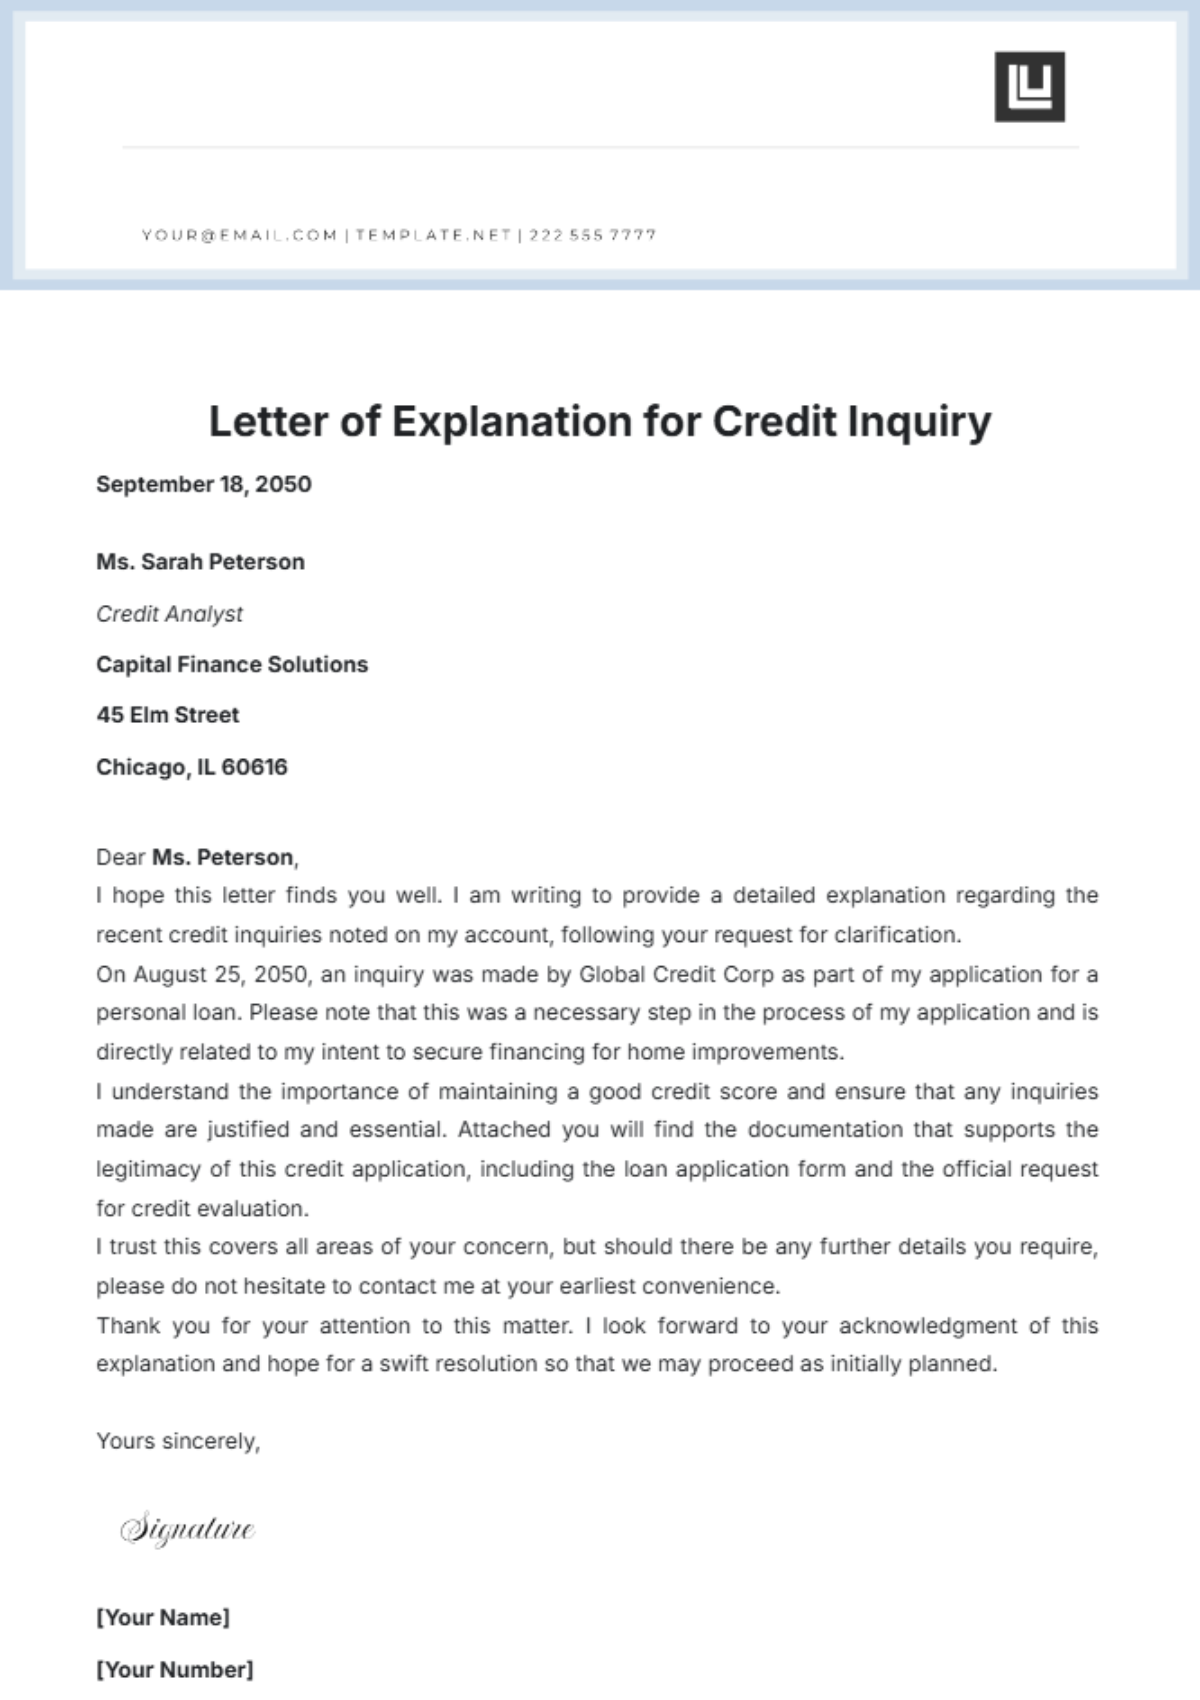 YOUR@EMAIL.COM | TEMPLATE.NET | 222 555 7777
Letter of Explanation for Credit Inquiry
September 18, 2050
Ms. Sarah Peterson
Credit Analyst
Capital Finance Solutions
45 Elm Street
Chicago, IL 60616
Dear Ms. Peterson,
I hope this letter finds you well. I am writing to provide a detailed explanation regarding the
recent credit inquiries noted on my account, following your request for clarification.
On August 25, 2050, an inquiry was made by Global Credit Corp as part of my application for a
personal loan. Please note that this was a necessary step in the process of my application and is
directly related to my intent to secure financing for home improvements.
I understand the importance of maintaining a good credit score and ensure that any inquiries
made are justified and essential. Attached you will find the documentation that supports the
legitimacy of this credit application, including the loan application form and the official request
for credit evaluation.
I trust this covers all areas of your concern, but should there be any further details you require,
please do not hesitate to contact me at your earliest convenience.
Thank you for your attention to this matter. I look forward to your acknowledgment of this
explanation and hope for a swift resolution so that we may proceed as initially planned.
Yours sincerely,
Signature
[Your Name]
[Your Number]